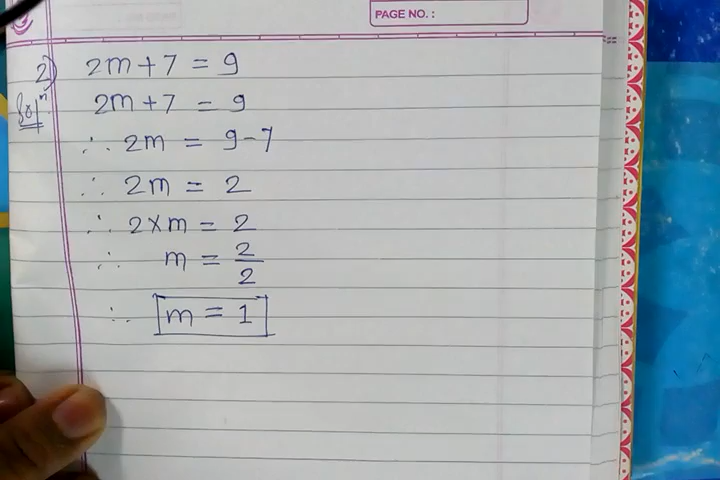 PAGE NO. :
2) 2m + 7 = 9
Solⁿ 2m + 7 = 9
∴ 2m = 9 - 7
∴ 2m = 2
∴ 2 × m = 2
∴ m = 2/2
∴ m = 1